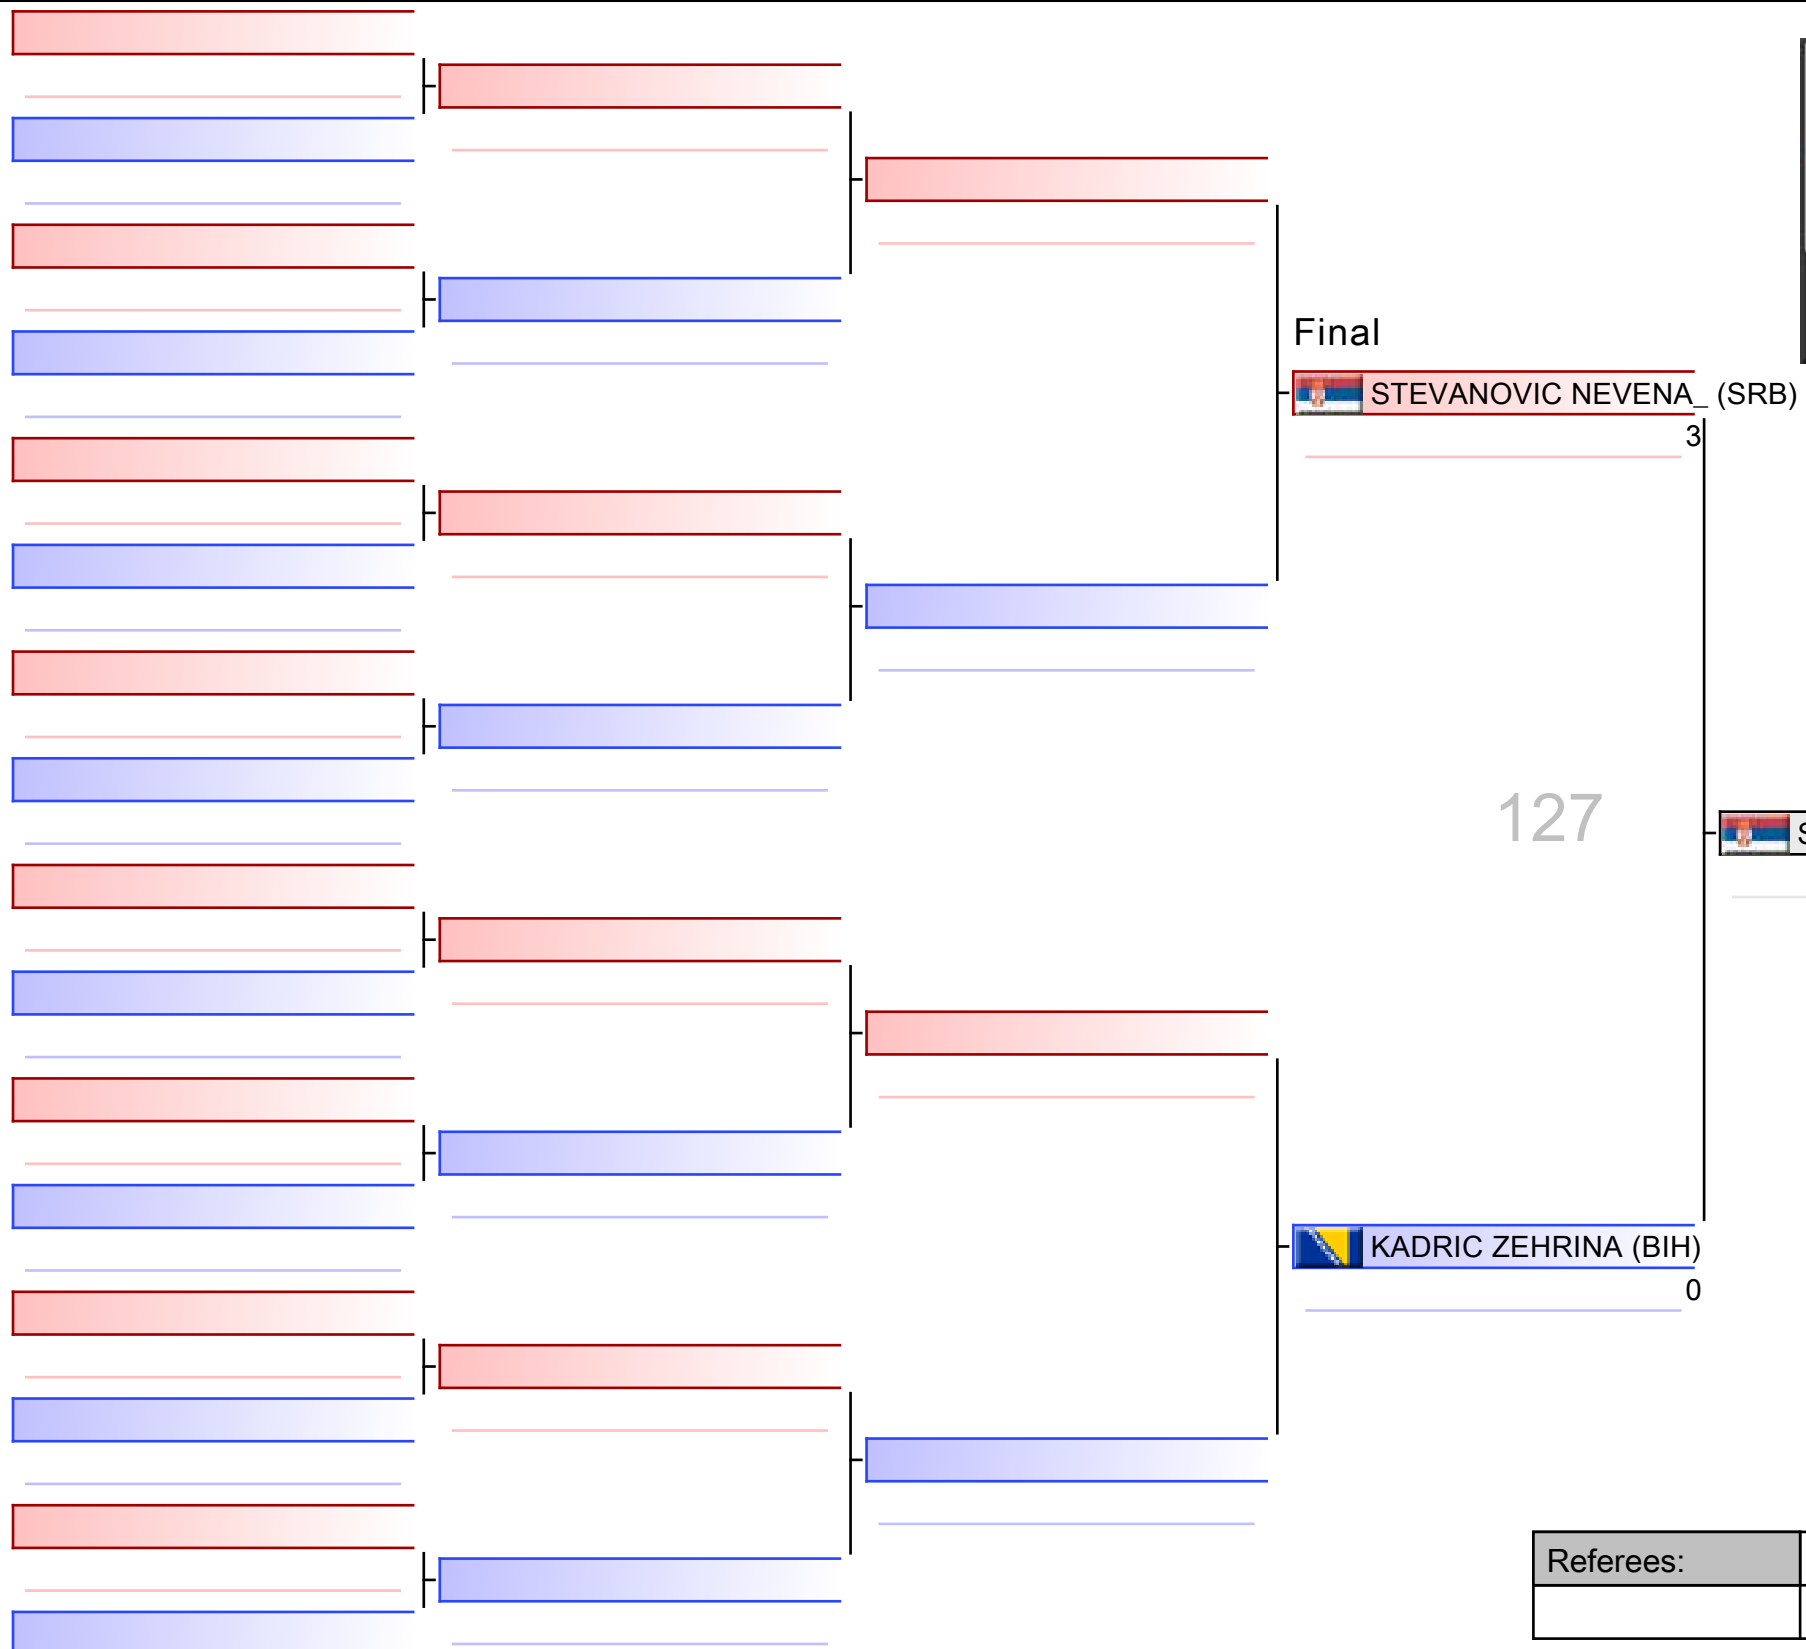 Final
STEVANOVIC NEVENA_ (SRB)
3
127
S
KADRIC ZEHRINA (BIH)
0
Referees: